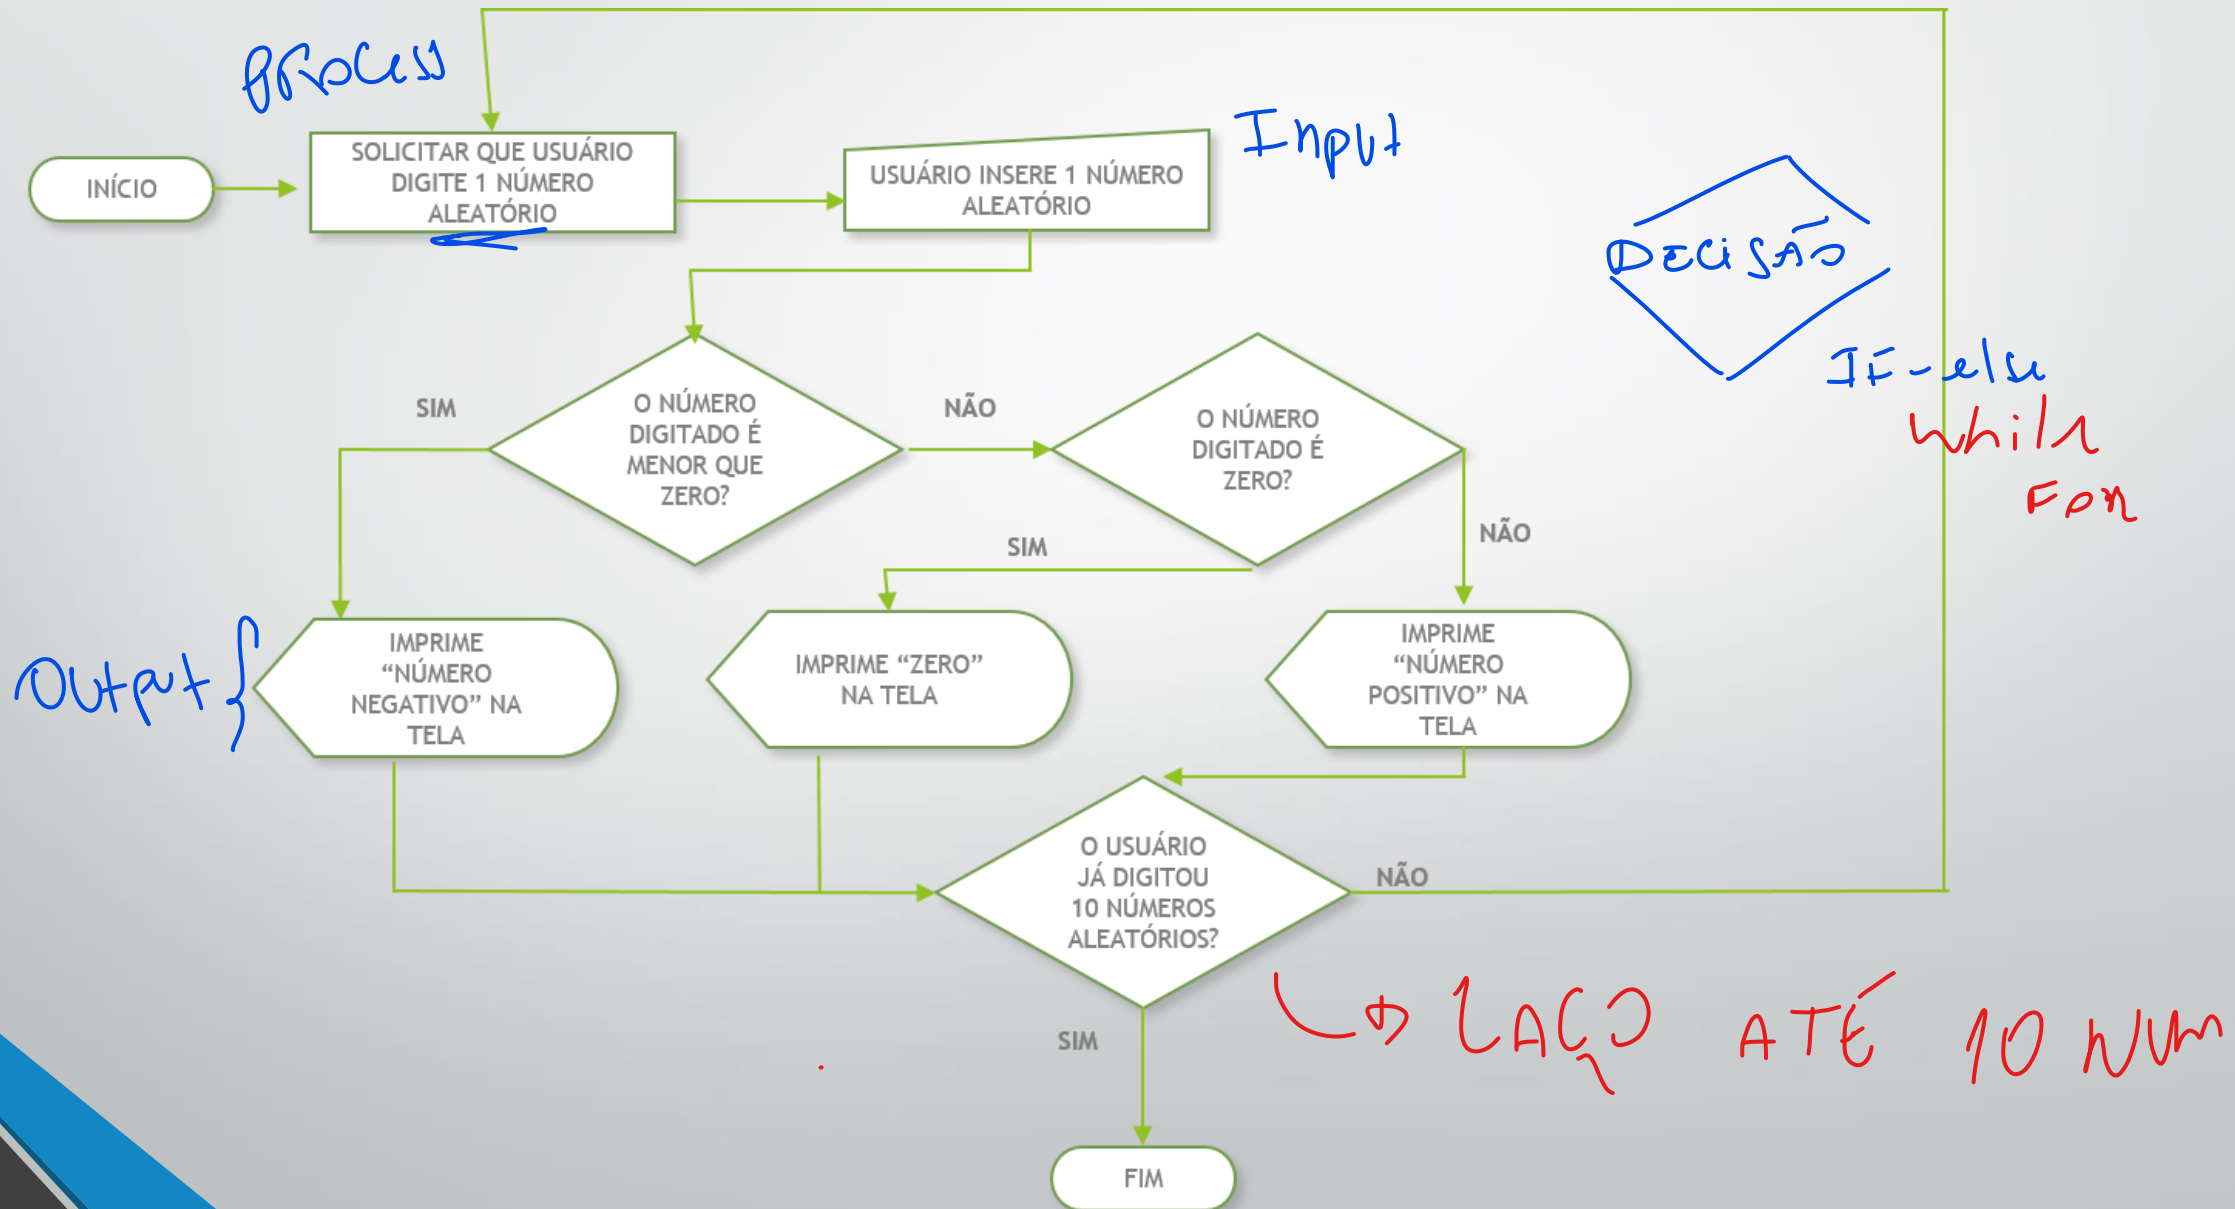 process
INÍCIO
SOLICITAR QUE USUÁRIO
DIGITE 1 NÚMERO
ALEATÓRIO
USUÁRIO INSERE 1 NÚMERO
ALEATÓRIO
Input
DECISÃO
IF-else
while
For
SIM
O NÚMERO
DIGITADO É
MENOR QUE
ZERO?
NÃO
O NÚMERO
DIGITADO É
ZERO?
SIM
NÃO
Output
IMPRIME
“NÚMERO
NEGATIVO” NA
TELA
IMPRIME “ZERO”
NA TELA
IMPRIME
“NÚMERO
POSITIVO” NA
TELA
O USUÁRIO
JÁ DIGITOU
10 NÚMEROS
ALEATÓRIOS?
NÃO
LAÇO ATÉ 10 NUM
SIM
FIM